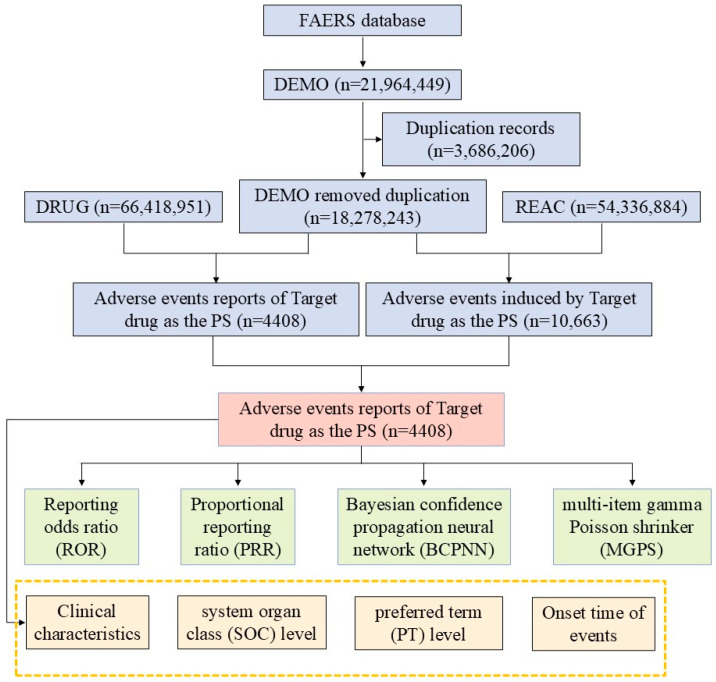 FAERS database
DEMO (n=21,964,449)
Duplication records
(n=3,686,206)
DRUG (n=66,418,951)
DEMO removed duplication
(n=18,278,243)
REAC (n=54,336,884)
Adverse events reports of Target
drug as the PS (n=4408)
Adverse events induced by Target
drug as the PS (n=10,663)
Adverse events reports of Target
drug as the PS (n=4408)
Reporting
odds ratio
(ROR)
Proportional
reporting
ratio (PRR)
Bayesian confidence
propagation neural
network (BCPNN)
multi-item gamma
Poisson shrinker
(MGPS)
Clinical
characteristics
system organ
class (SOC) level
preferred term
(PT) level
Onset time of
events